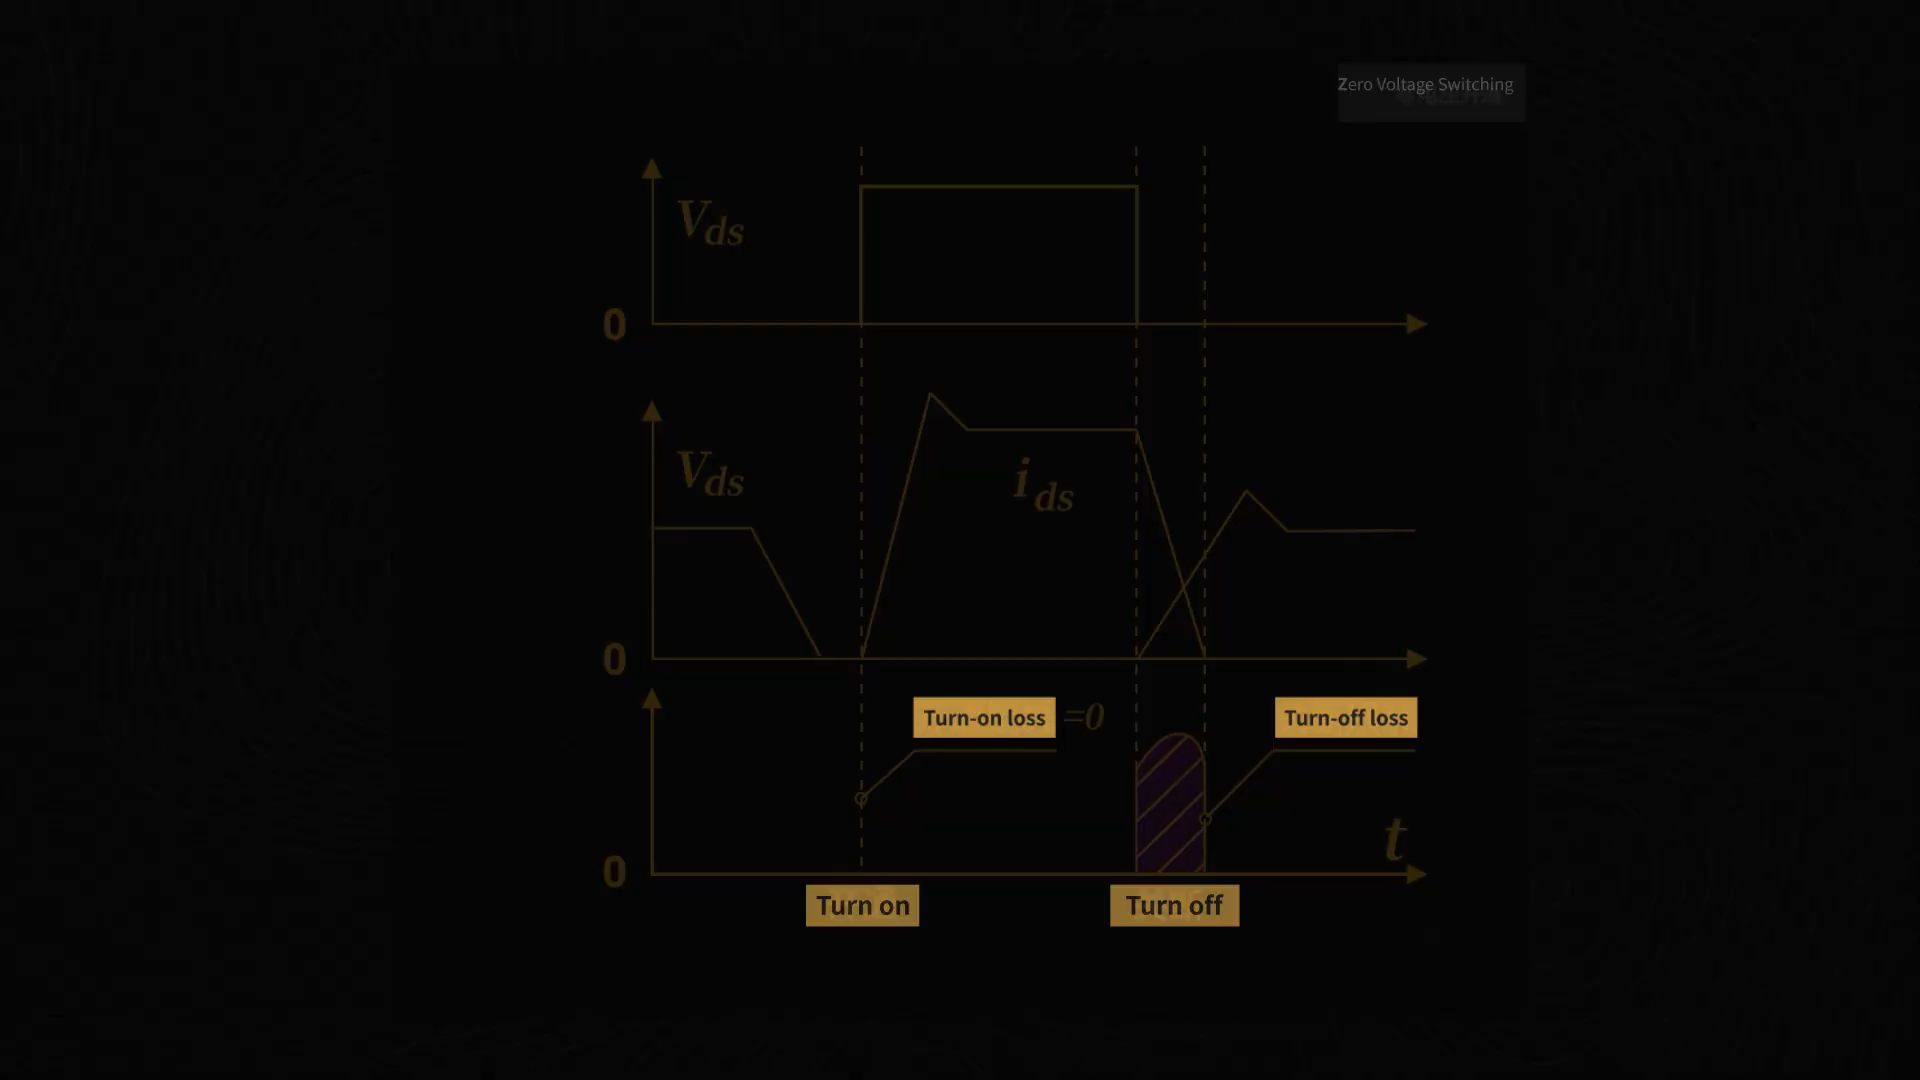 Zero Voltage Switching
Vds
0
Vds
ids
0
Turn-on loss =0
Turn-off loss
t
0
Turn on
Turn off